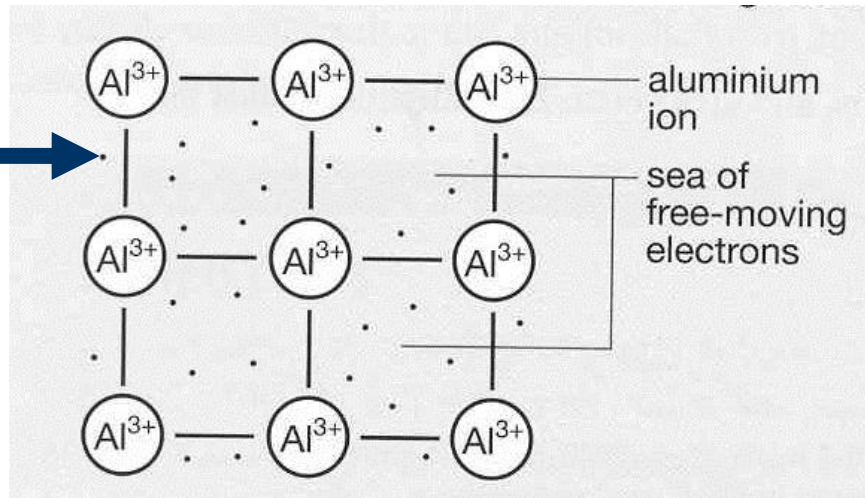 Al³⁺ Al³⁺ Al³⁺
aluminium
ion
sea of
free-moving
electrons
Al³⁺ Al³⁺ Al³⁺
Al³⁺ Al³⁺ Al³⁺